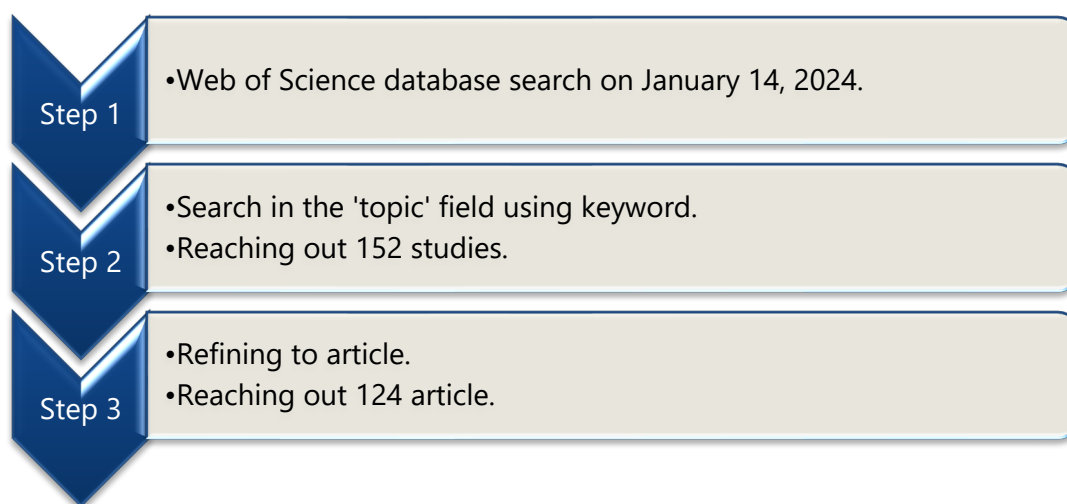 Step 1
•Web of Science database search on January 14, 2024.
Step 2
•Search in the 'topic' field using keyword.
•Reaching out 152 studies.
Step 3
•Refining to article.
•Reaching out 124 article.